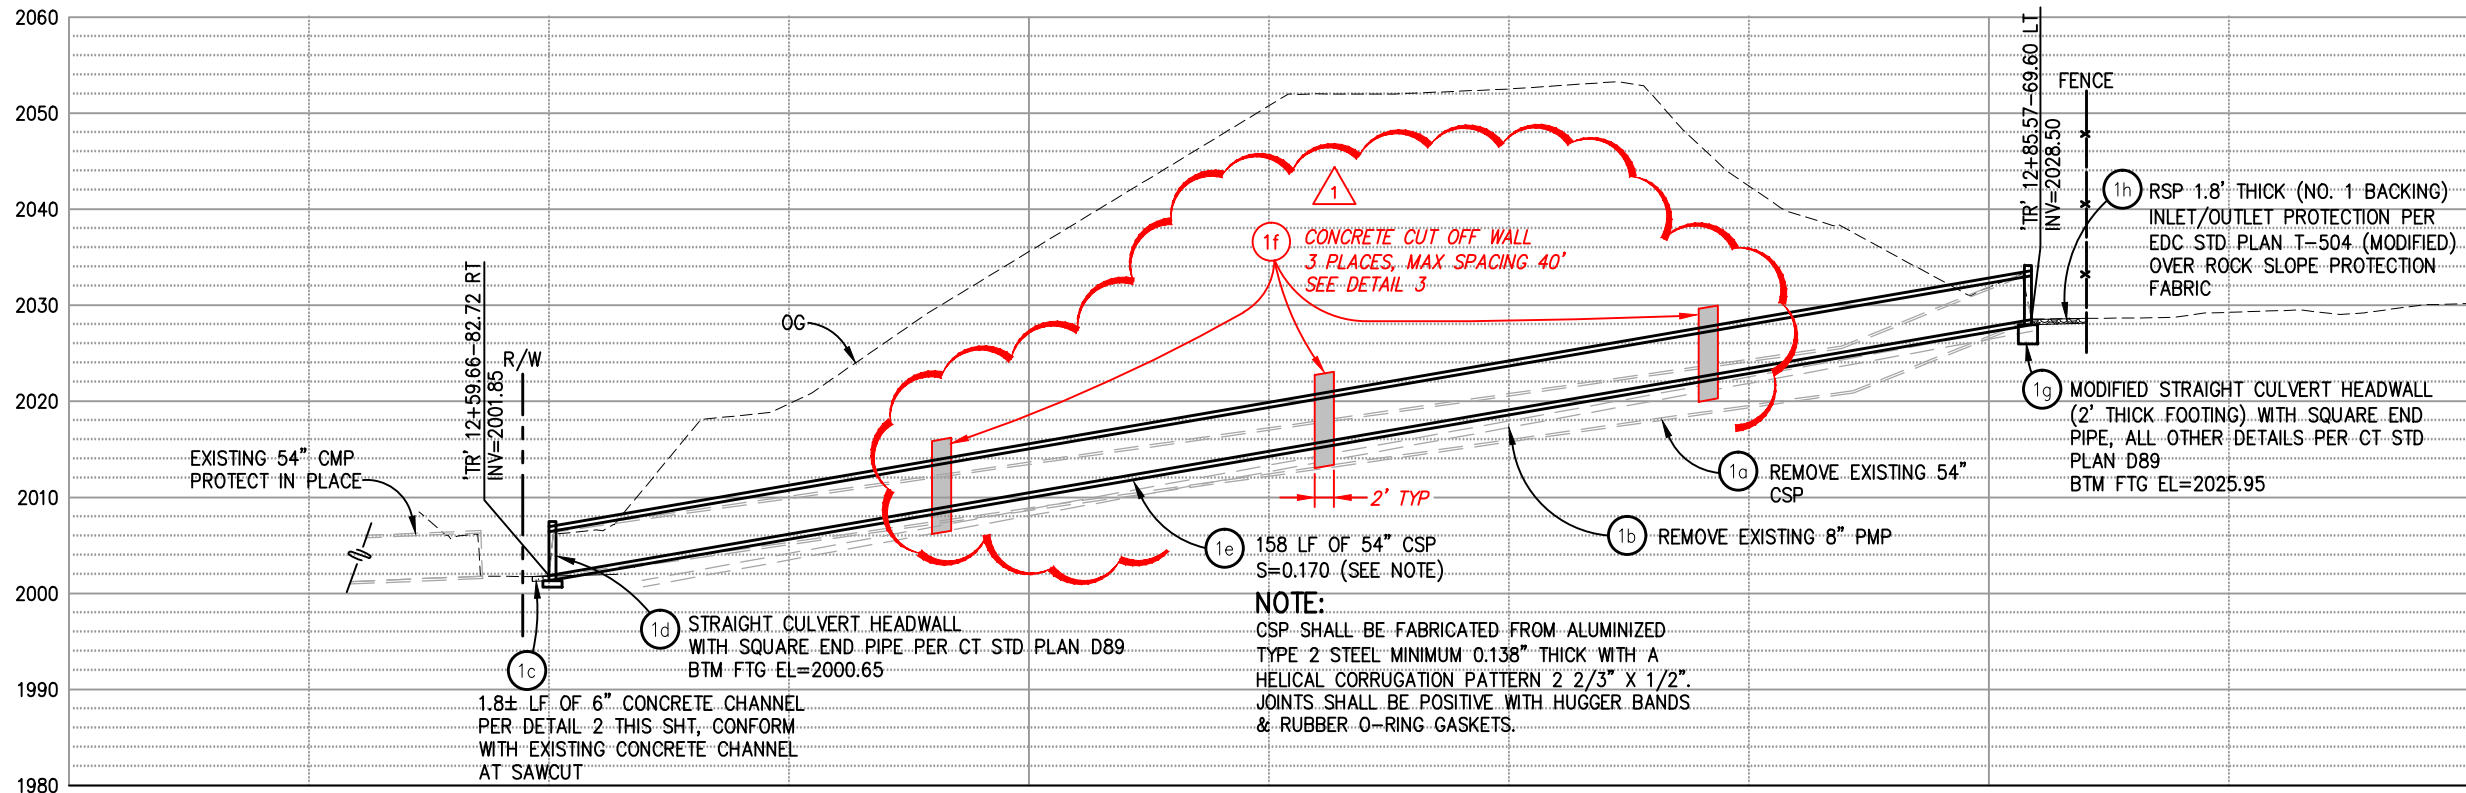 2060
2050
2040
2030
2020
2010
2000
1990
1980
'TR' 12+59.66-82.72 RT
INV=2001.85
R/W
EXISTING 54" CMP
PROTECT IN PLACE
OG
1
1f CONCRETE CUT OFF WALL
3 PLACES, MAX SPACING 40'
SEE DETAIL 3
2' TYP
'TR' 12+85.57-69.60 LT
INV=2028.50
FENCE
1h RSP 1.8' THICK (NO. 1 BACKING)
INLET/OUTLET PROTECTION PER
EDC STD PLAN T-504 (MODIFIED)
OVER ROCK SLOPE PROTECTION
FABRIC
1g MODIFIED STRAIGHT CULVERT HEADWALL
(2' THICK FOOTING) WITH SQUARE END
PIPE, ALL OTHER DETAILS PER CT STD
PLAN D89
BTM FTG EL=2025.95
1a REMOVE EXISTING 54"
CSP
1b REMOVE EXISTING 8" PMP
1e 158 LF OF 54" CSP
S=0.170 (SEE NOTE)
NOTE:
CSP SHALL BE FABRICATED FROM ALUMINIZED
TYPE 2 STEEL MINIMUM 0.138" THICK WITH A
HELICAL CORRUGATION PATTERN 2 2/3" X 1/2".
JOINTS SHALL BE POSITIVE WITH HUGGER BANDS
& RUBBER O-RING GASKETS.
1d STRAIGHT CULVERT HEADWALL
WITH SQUARE END PIPE PER CT STD PLAN D89
BTM FTG EL=2000.65
1c
1.8± LF OF 6" CONCRETE CHANNEL
PER DETAIL 2 THIS SHT, CONFORM
WITH EXISTING CONCRETE CHANNEL
AT SAWCUT